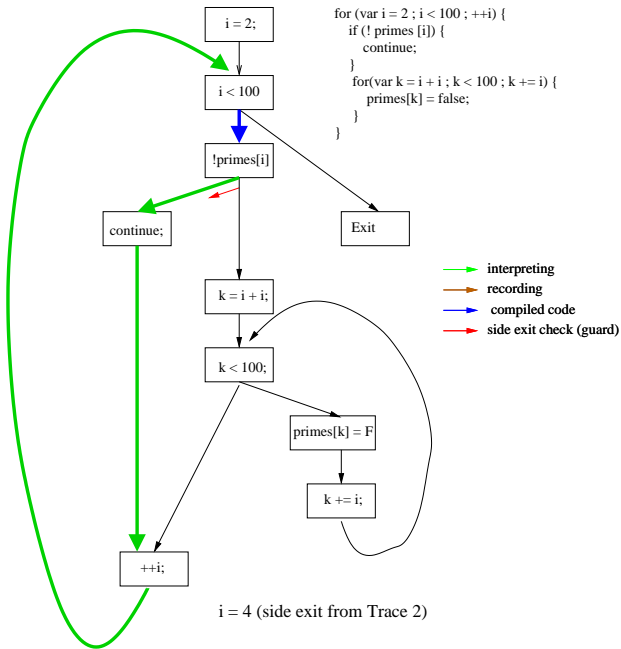 i = 2;
for (var i = 2 ; i < 100 ; ++i) {
if (! primes [i]) {
continue;
}
for(var k = i + i ; k < 100 ; k += i) {
primes[k] = false;
}
}
i < 100
!primes[i]
continue;
Exit
interpreting
recording
compiled code
side exit check (guard)
k = i + i;
k < 100;
primes[k] = F
k += i;
++i;
i = 4 (side exit from Trace 2)